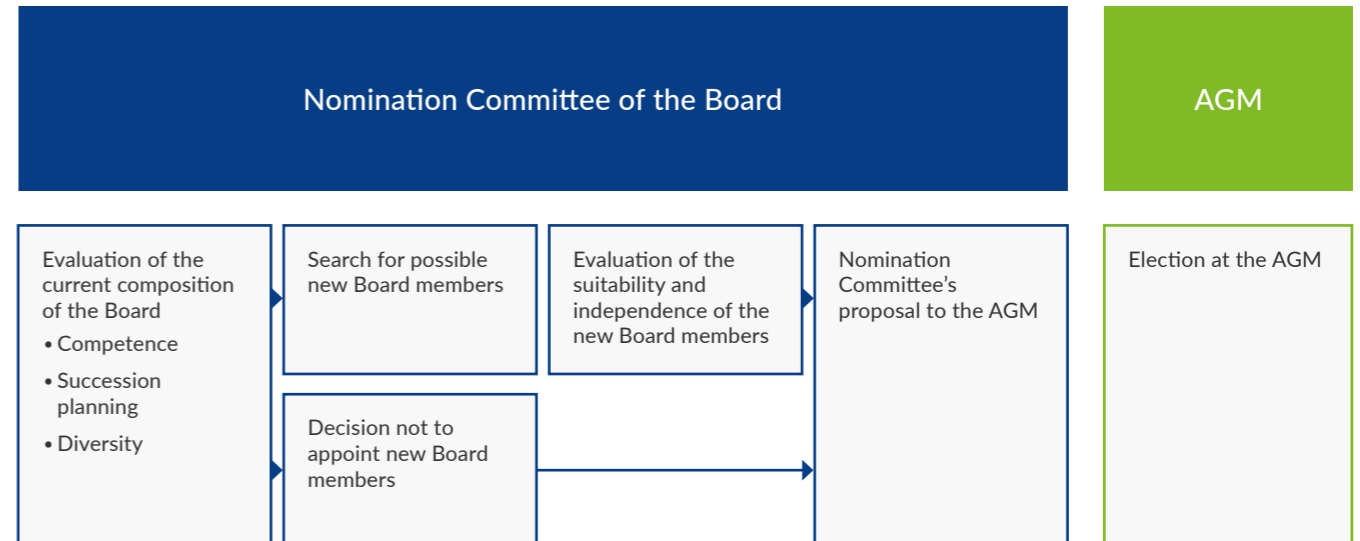 Nomination Committee of the Board
AGM
Evaluation of the
current composition
of the Board
• Competence
• Succession
planning
• Diversity
Search for possible
new Board members
Decision not to
appoint new Board
members
Evaluation of the
suitability and
independence of the
new Board members
Nomination
Committee’s
proposal to the AGM
Election at the AGM